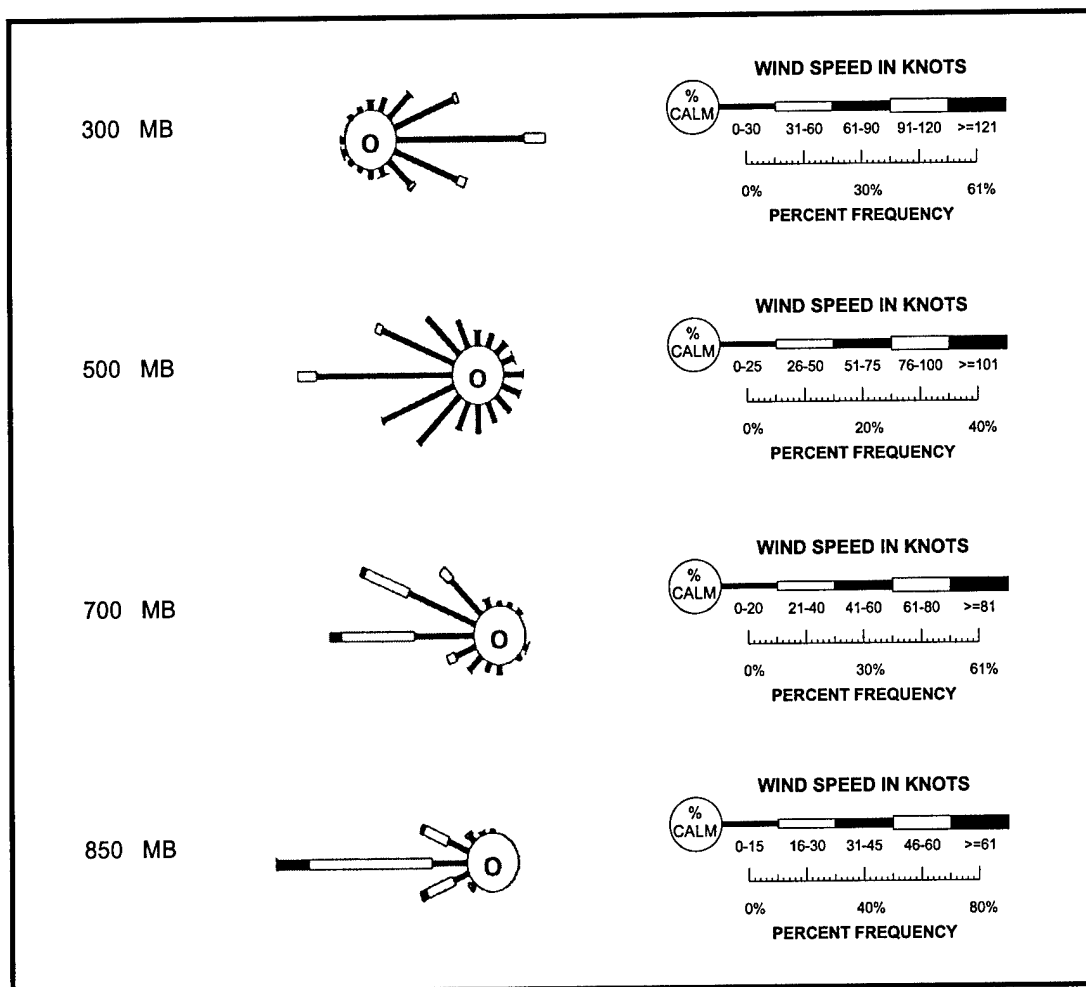 WIND SPEED IN KNOTS
300 MB
O
%
CALM
0-30 31-60 61-90 91-120 >=121
0% 30% 61%
PERCENT FREQUENCY
WIND SPEED IN KNOTS
500 MB
O
%
CALM
0-25 26-50 51-75 76-100 >=101
0% 20% 40%
PERCENT FREQUENCY
WIND SPEED IN KNOTS
700 MB
O
%
CALM
0-20 21-40 41-60 61-80 >=81
0% 30% 61%
PERCENT FREQUENCY
WIND SPEED IN KNOTS
850 MB
O
%
CALM
0-15 16-30 31-45 46-60 >=61
0% 40% 80%
PERCENT FREQUENCY